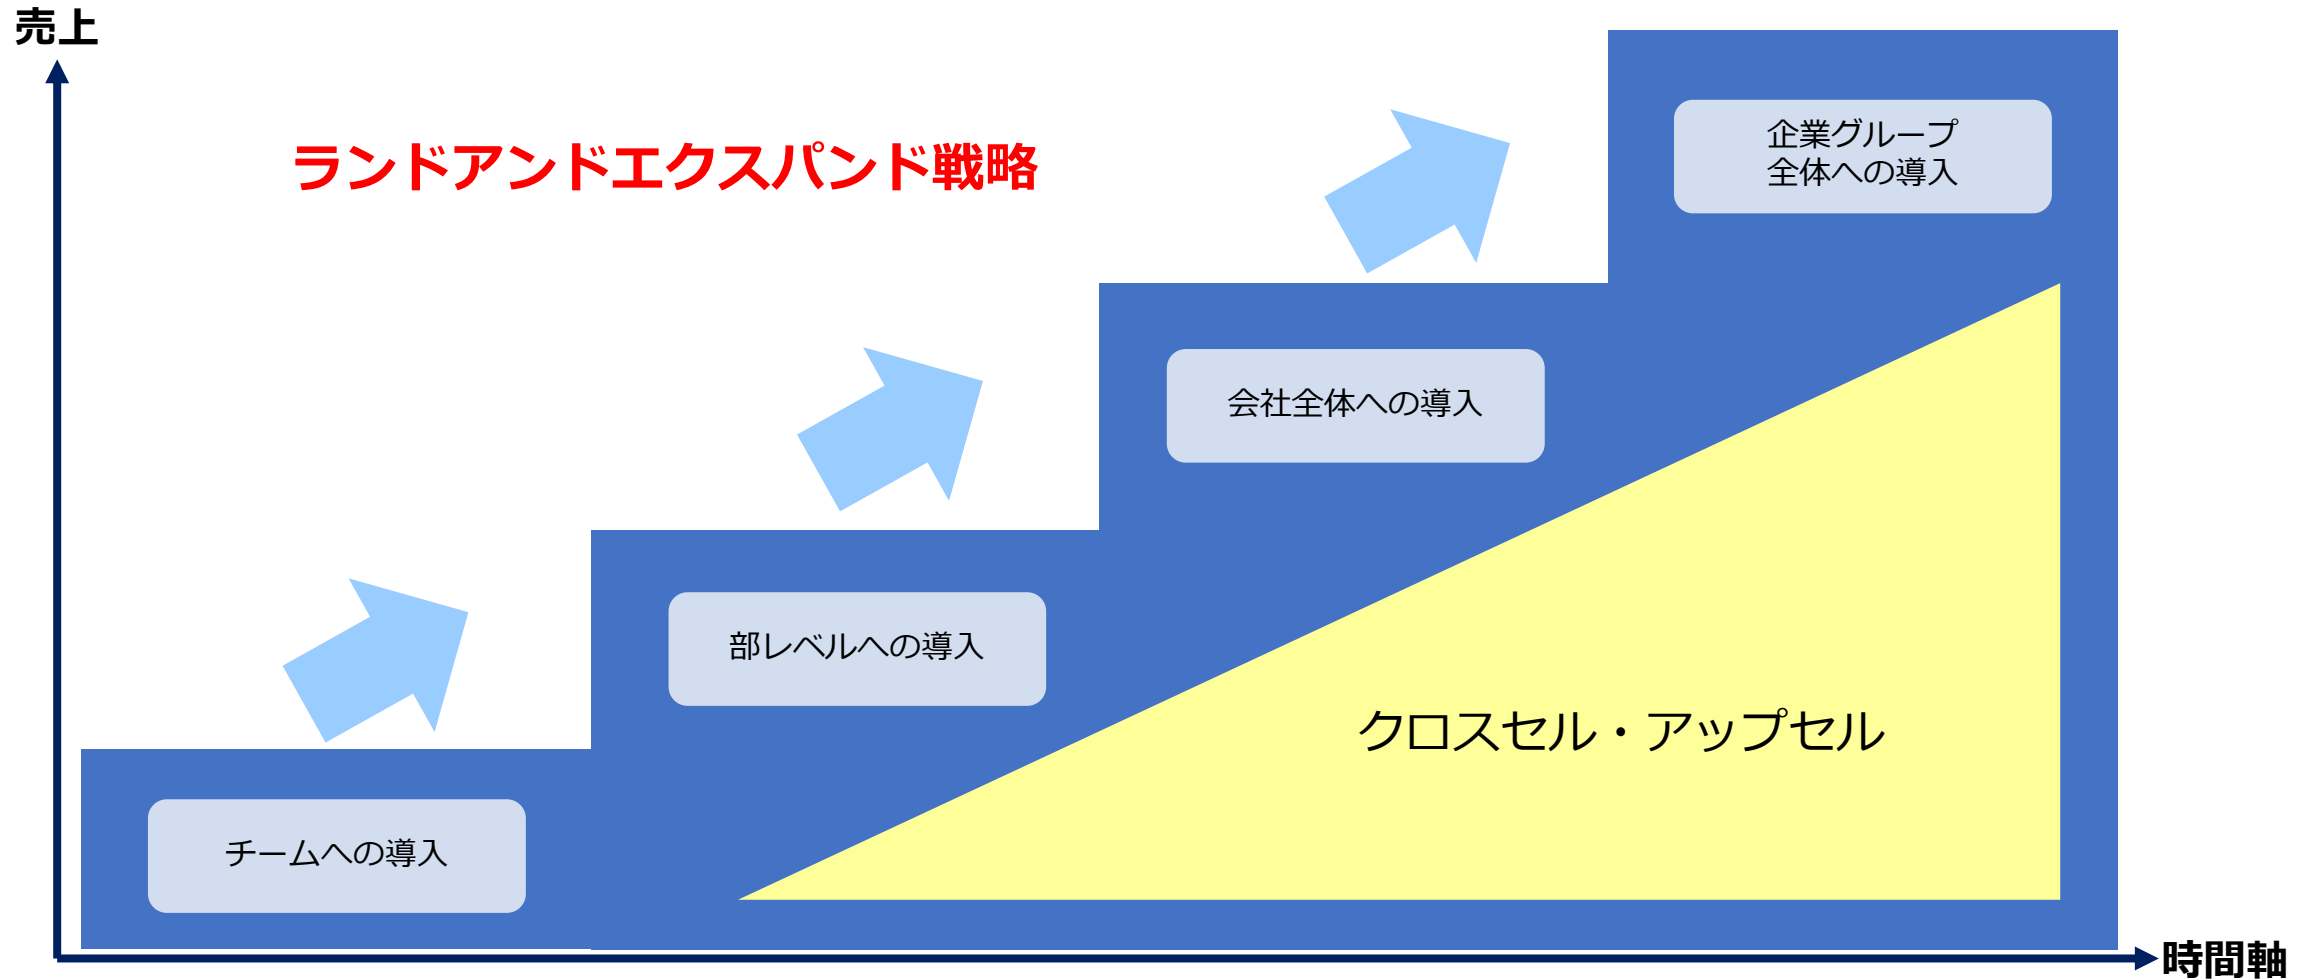 売上
ランドアンドエクスパンド戦略
企業グループ
全体への導入
会社全体への導入
部レベルへの導入
クロスセル・アップセル
チームへの導入
時間軸